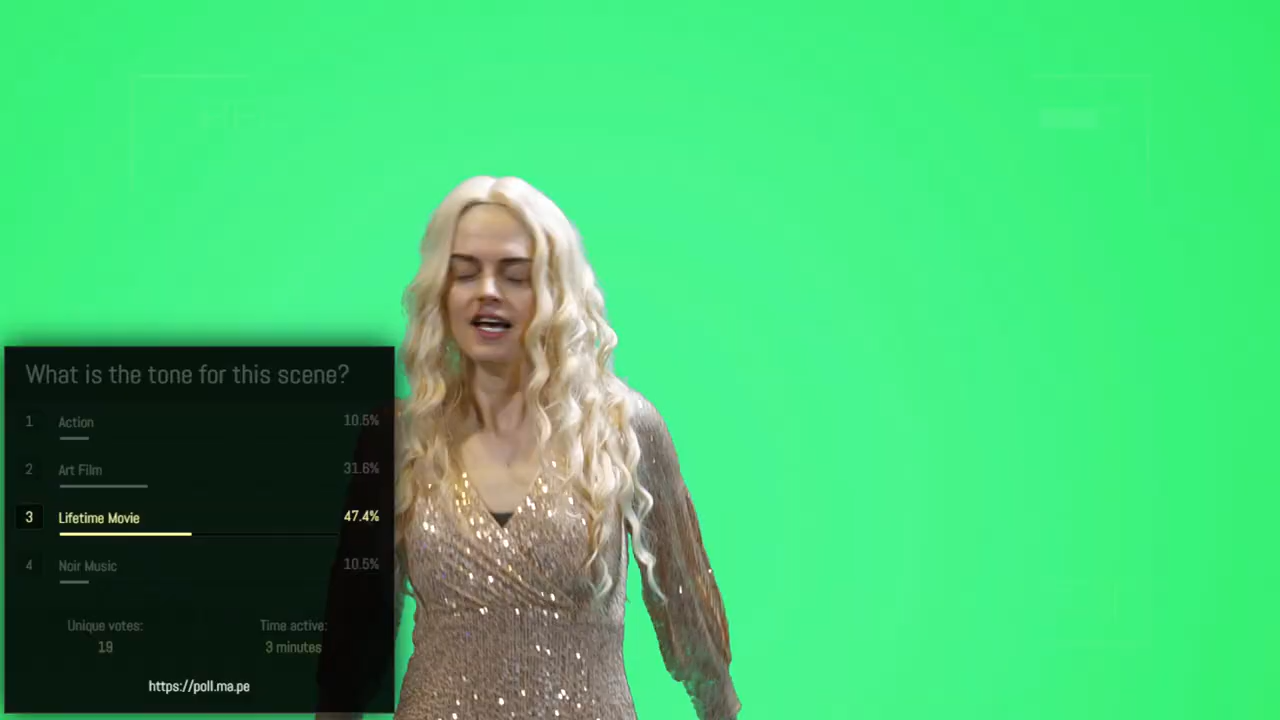 What is the tone for this scene?
1 Action 10.5%
2 Art Film 31.6%
3 Lifetime Movie 47.4%
4 Noir Music 10.5%
Unique votes: Time active:
19 3 minutes
https://poll.ma.pe